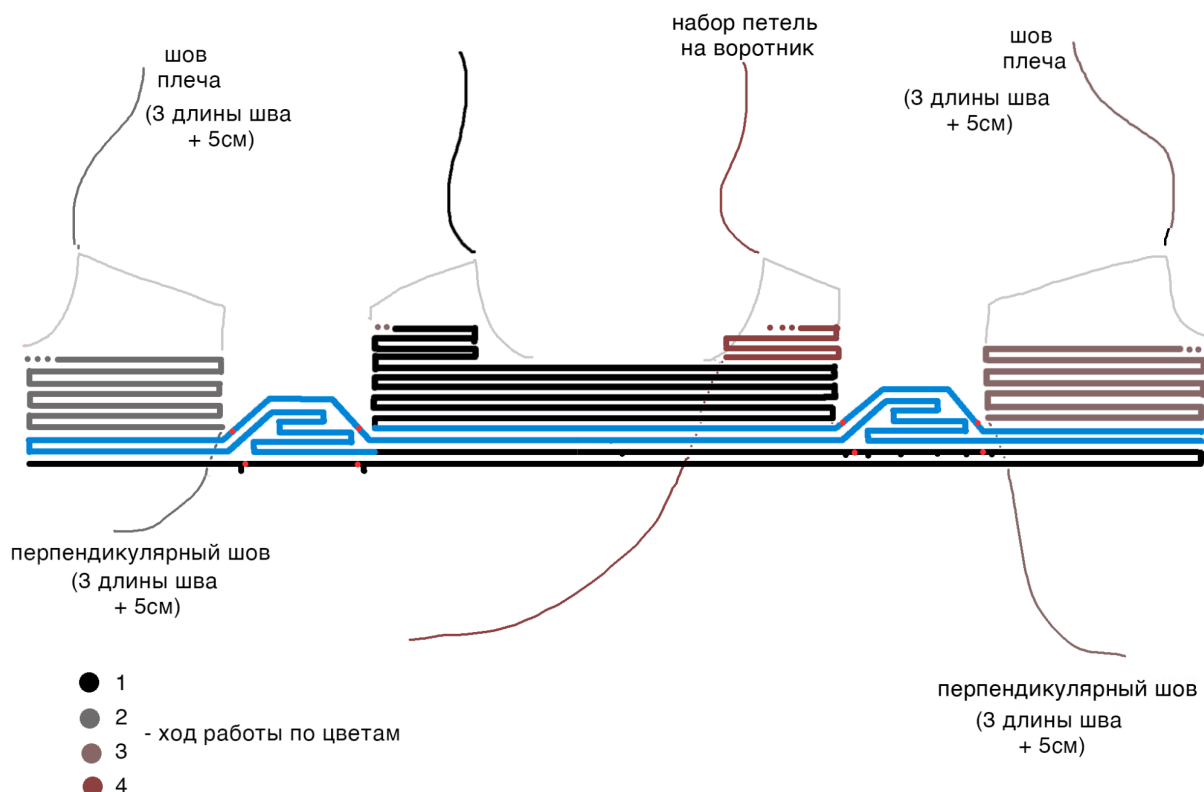 шов
плеча
(3 длины шва
+ 5см)
набор петель
на воротник
шов
плеча
(3 длины шва
+ 5см)
перпендикулярный шов
(3 длины шва
+ 5см)
перпендикулярный шов
(3 длины шва
+ 5см)
1
2
- ход работы по цветам
3
4